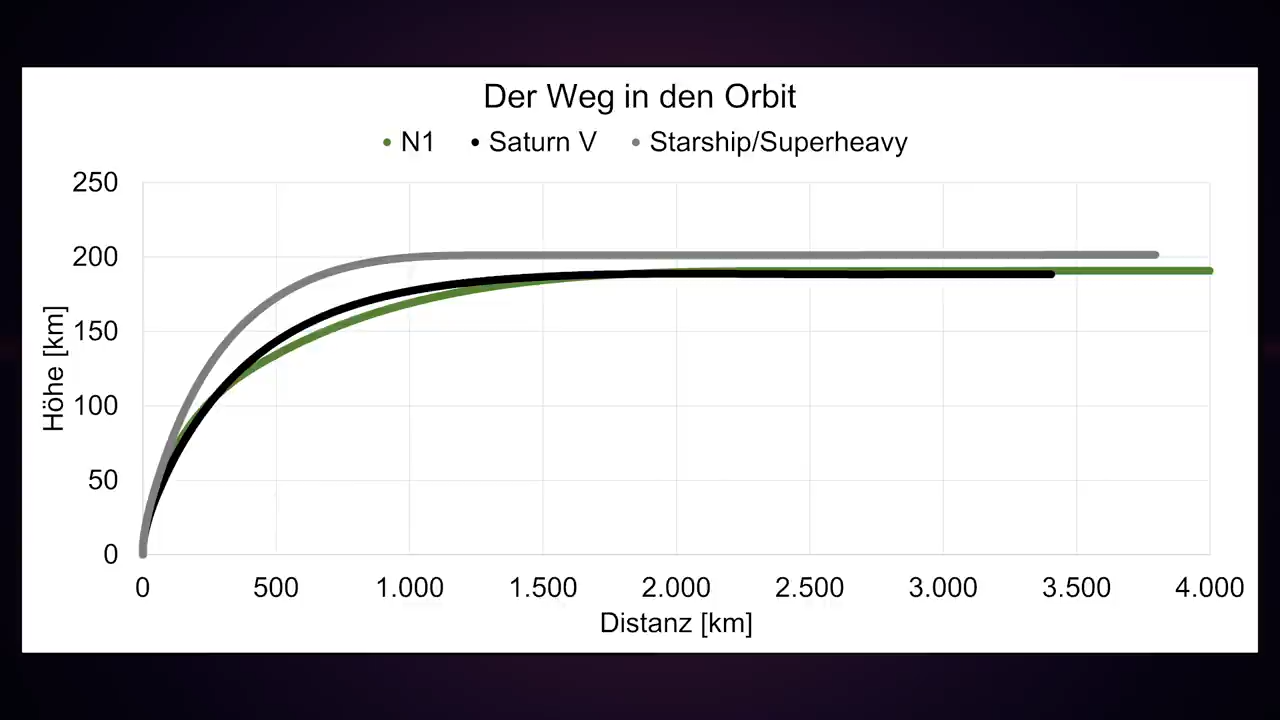 Der Weg in den Orbit
N1 Saturn V Starship/Superheavy
250
200
150
100
50
0
Höhe [km]
0 500 1.000 1.500 2.000 2.500 3.000 3.500 4.000
Distanz [km]